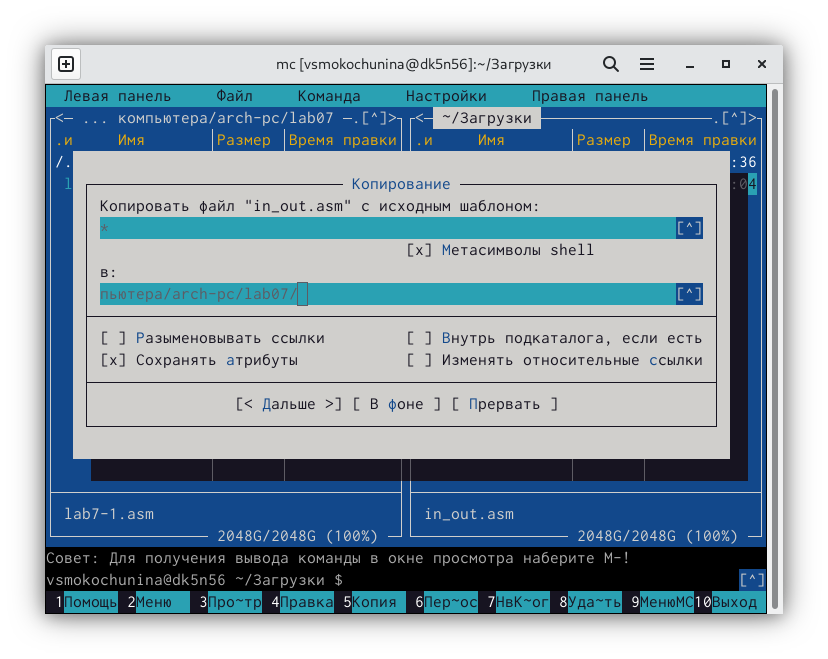 mc [vsmokochunina@dk5n56]:~/Загрузки
Левая панель Файл Команда Настройки Правая панель
<─ ... компьютера/arch-pc/lab07 ─.[^]>
<─ ~/Загрузки .[^]>
.и Имя Размер Время правки
.и Имя Размер Время правки
/. :36
l :04
Копирование
Копировать файл "in_out.asm" с исходным шаблоном:
* [^]
[x] Метасимволы shell
в:
пьютера/arch-pc/lab07/ [^]
[ ] Разыменовывать ссылки [ ] Внутрь подкаталога, если есть
[x] Сохранять атрибуты [ ] Изменять относительные ссылки
[< Дальше >] [ В фоне ] [ Прервать ]
lab7-1.asm in_out.asm
2048G/2048G (100%) 2048G/2048G (100%)
Совет: Для получения вывода команды в окне просмотра наберите M-!
vsmokochunina@dk5n56 ~/Загрузки $ [^]
1Помощь 2Меню 3Про~тр 4Правка 5Копия 6Пер~ос 7НвК~ог 8Уда~ть 9МенюMC 10Выход